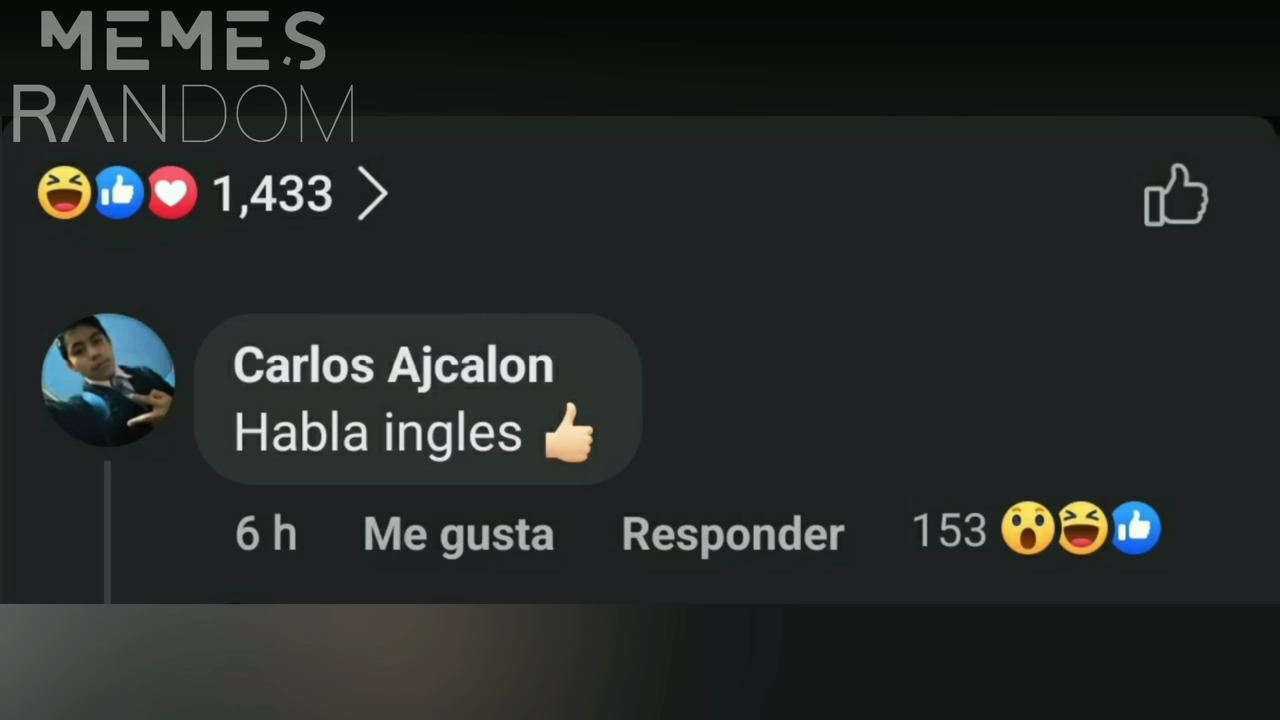 MEMES
RANDOM
1,433
Carlos Ajcalon
Habla ingles 👍🏻
6 h Me gusta Responder 153